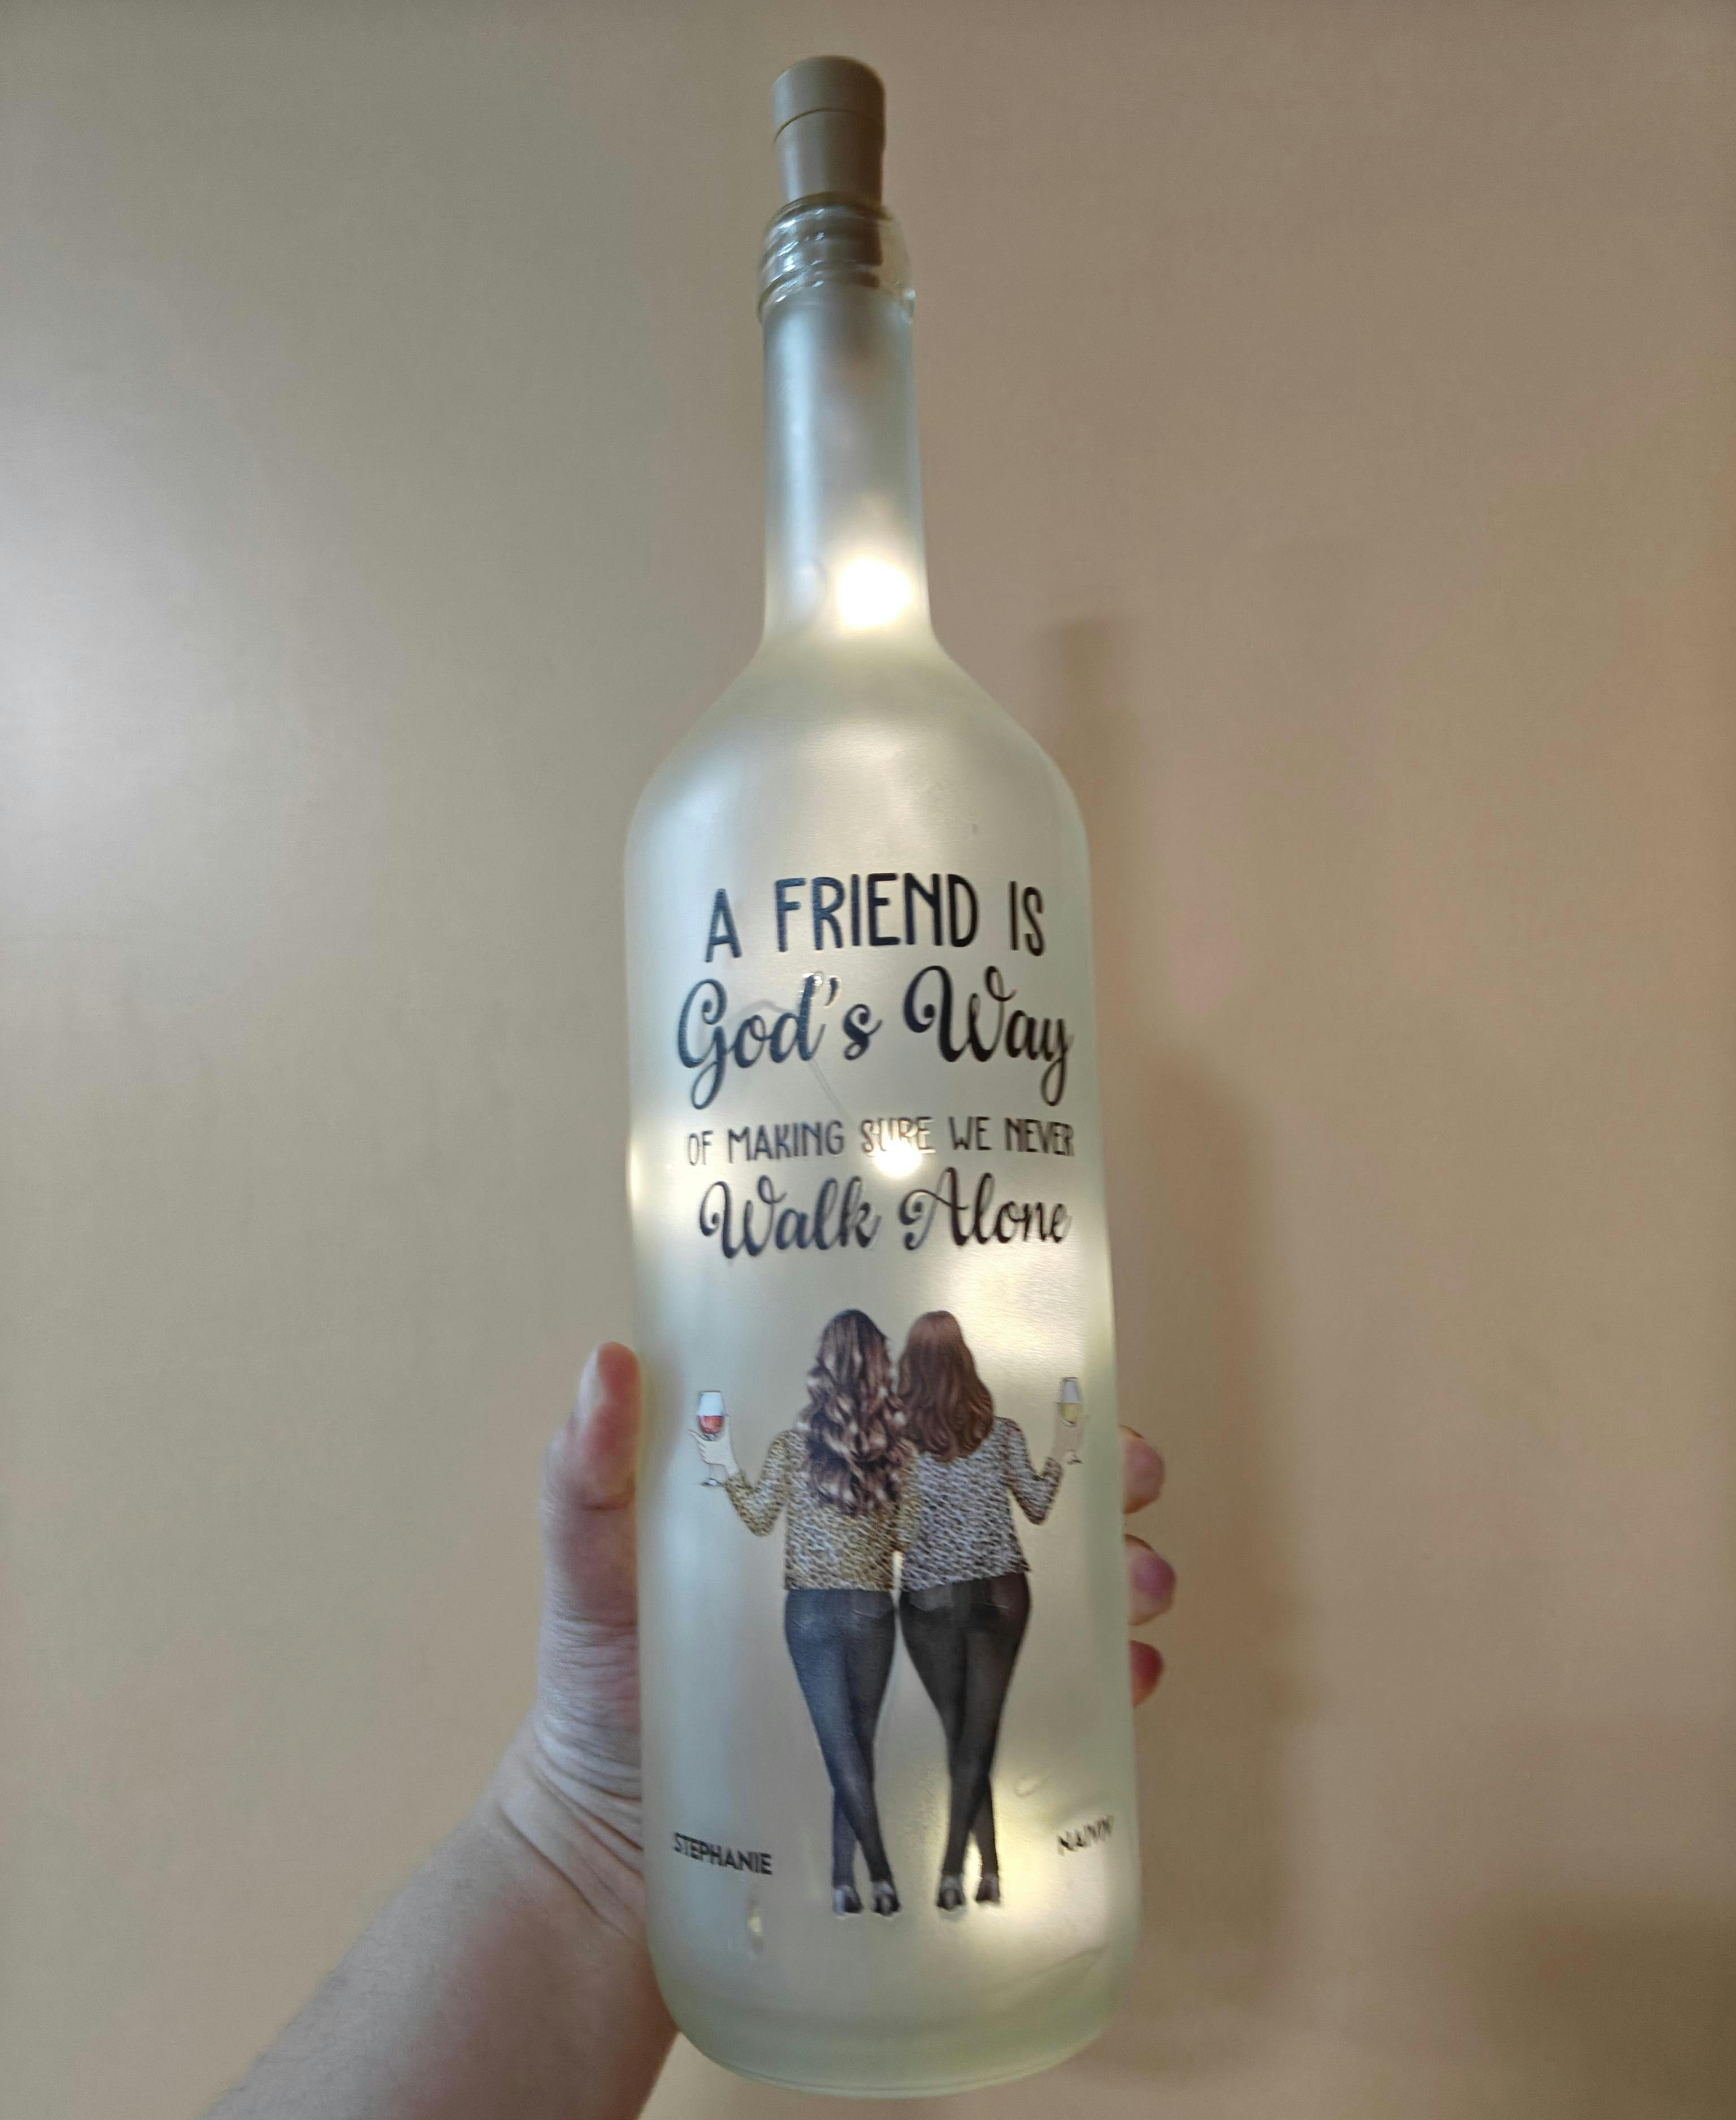 A FRIEND IS
God's Way
OF MAKING SURE WE NEVER
Walk Alone
STEPHANIE